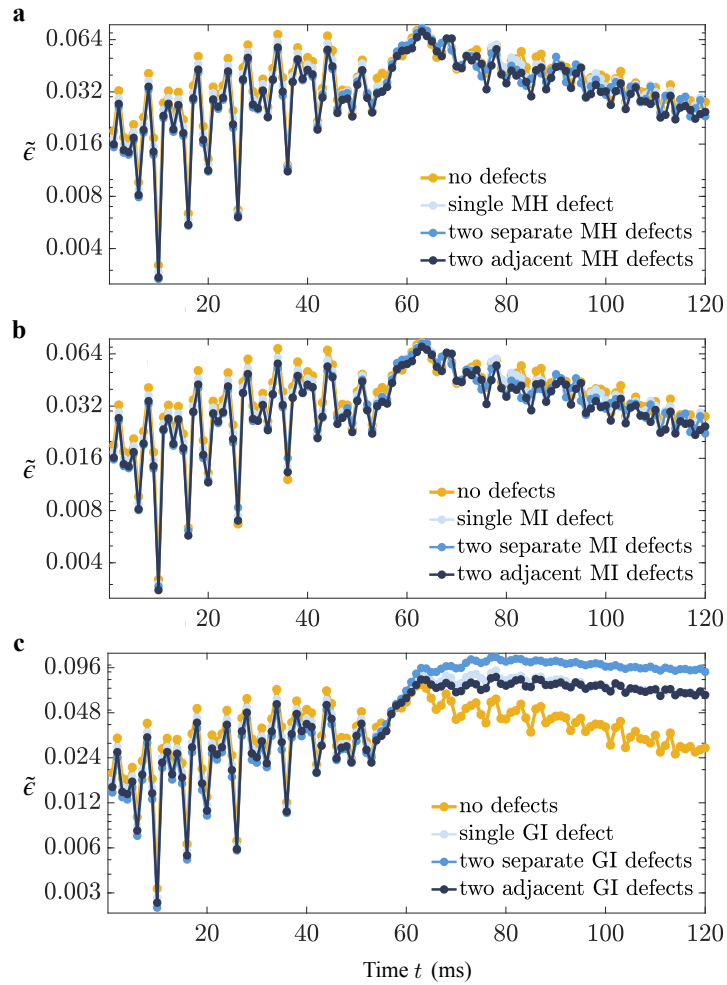 a
0.064
0.032
0.016
0.008
0.004
ϵ̃
no defects
single MH defect
two separate MH defects
two adjacent MH defects
20 40 60 80 100 120
b
0.064
0.032
0.016
0.008
0.004
ϵ̃
no defects
single MI defect
two separate MI defects
two adjacent MI defects
20 40 60 80 100 120
c
0.096
0.048
0.024
0.012
0.006
0.003
ϵ̃
no defects
single GI defect
two separate GI defects
two adjacent GI defects
20 40 60 80 100 120
Time t (ms)